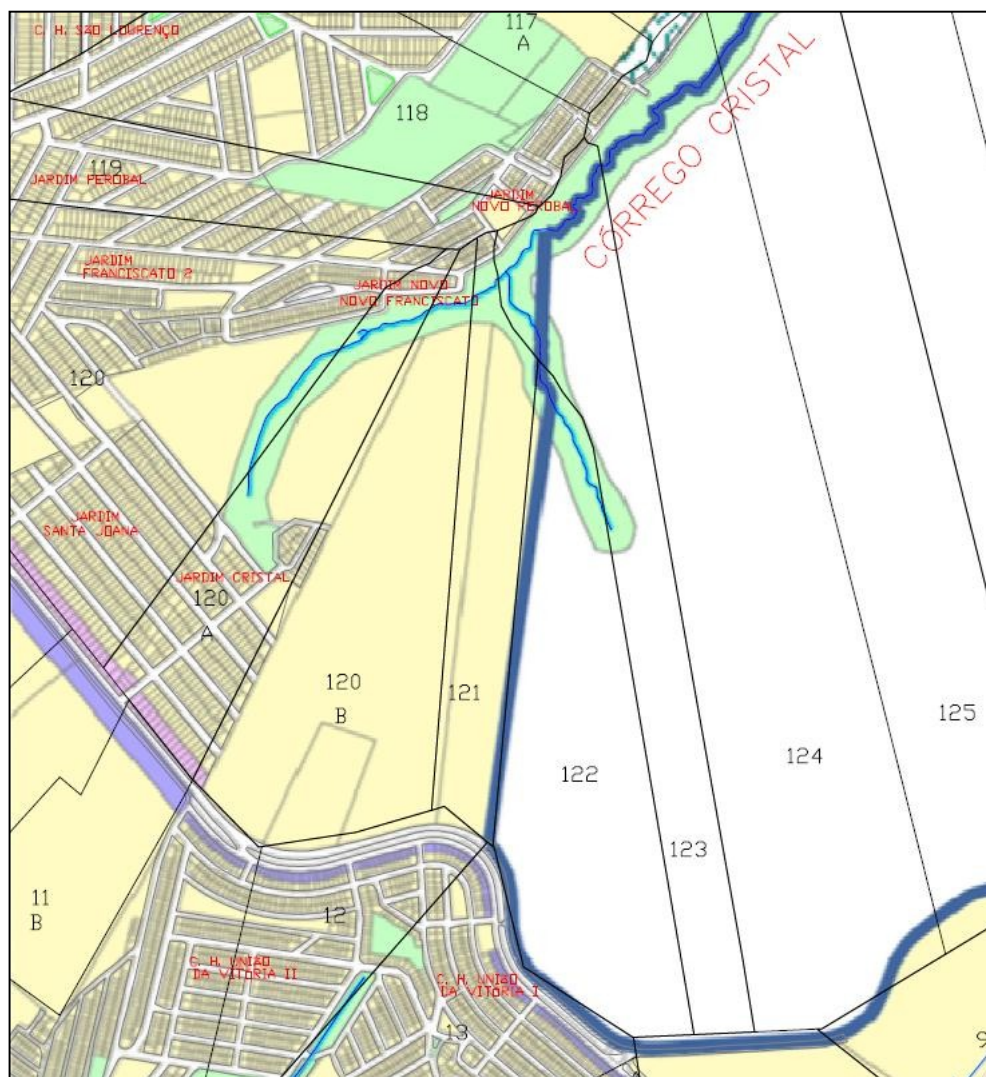 117
A
C. H. SÃO LOURENÇO
118
CÓRREGO CRISTAL
119
JARDIM PEROBAL
JARDIM
NOVO PEROBAL
JARDIM
FRANCISCATO 2
JARDIM NOVO
NOVO FRANCISCATO
120
JARDIM
SANTA JOANA
JARDIM CRISTAL
120
A
120
B
121
122
123
124
125
11
B
12
C. H. UNIÃO
DA VITÓRIA II
C. H. UNIÃO
DA VITÓRIA I
13
9